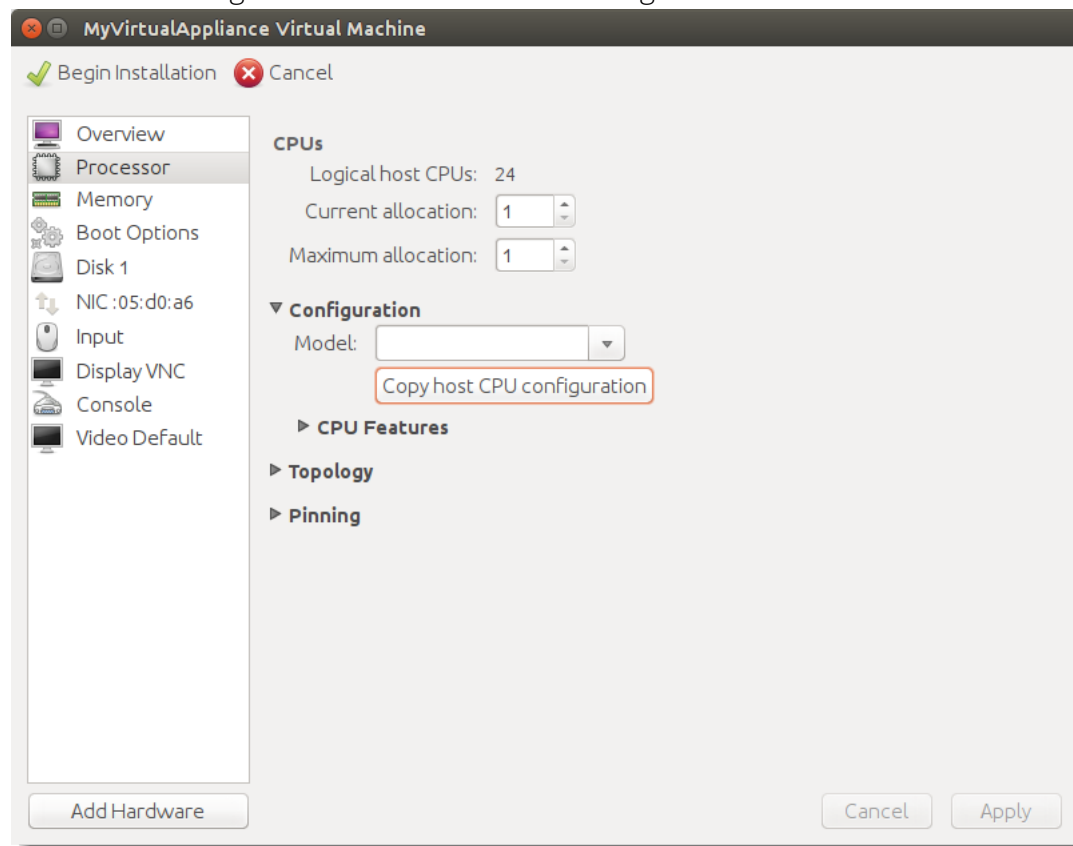 MyVirtualAppliance Virtual Machine
Begin Installation Cancel
Overview
Processor
Memory
Boot Options
Disk 1
NIC :05:d0:a6
Input
Display VNC
Console
Video Default
Add Hardware
CPUs
Logical host CPUs: 24
Current allocation: 1
Maximum allocation: 1
Configuration
Model:
Copy host CPU configuration
CPU Features
Topology
Pinning
Cancel Apply